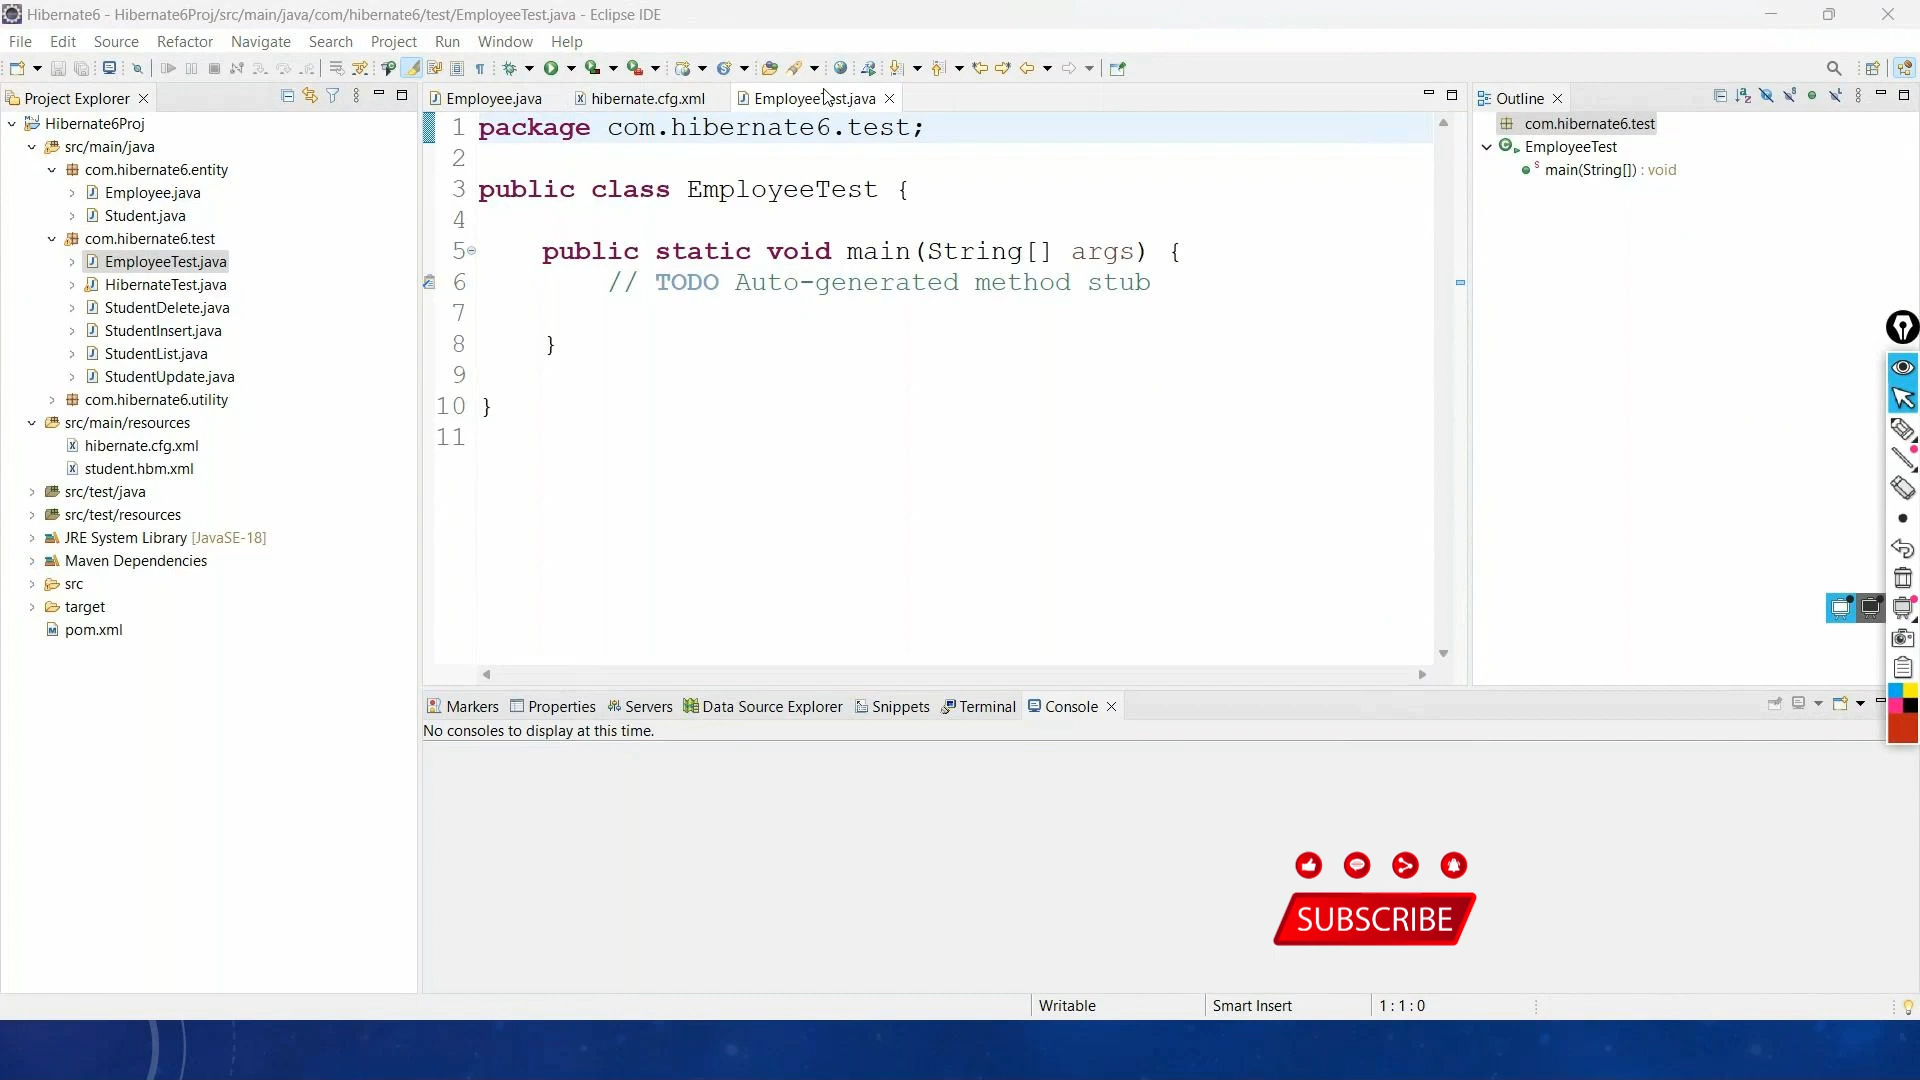 Hibernate6 - Hibernate6Proj/src/main/java/com/hibernate6/test/EmployeeTest.java - Eclipse IDE
File Edit Source Refactor Navigate Search Project Run Window Help
Project Explorer
Hibernate6Proj
src/main/java
com.hibernate6.entity
Employee.java
Student.java
com.hibernate6.test
EmployeeTest.java
HibernateTest.java
StudentDelete.java
StudentInsert.java
StudentList.java
StudentUpdate.java
com.hibernate6.utility
src/main/resources
hibernate.cfg.xml
student.hbm.xml
src/test/java
src/test/resources
JRE System Library [JavaSE-18]
Maven Dependencies
src
target
pom.xml
Employee.java hibernate.cfg.xml EmployeeTest.java
1 package com.hibernate6.test;
2
3 public class EmployeeTest {
4
5 public static void main(String[] args) {
6 // TODO Auto-generated method stub
7
8 }
9
10 }
11
Outline
com.hibernate6.test
EmployeeTest
main(String[]) : void
Markers Properties Servers Data Source Explorer Snippets Terminal Console
No consoles to display at this time.
SUBSCRIBE
Writable Smart Insert 1 : 1 : 0